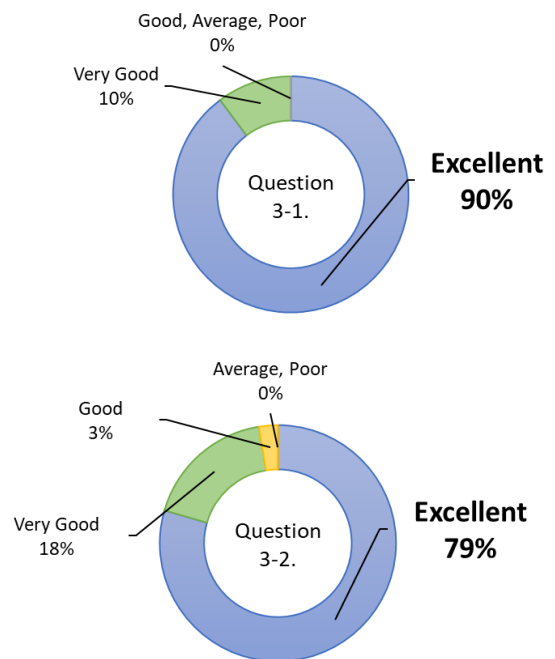 Good, Average, Poor
0%
Very Good
10%
Excellent
90%
Question
3-1.
Average, Poor
0%
Good
3%
Very Good
18%
Excellent
79%
Question
3-2.